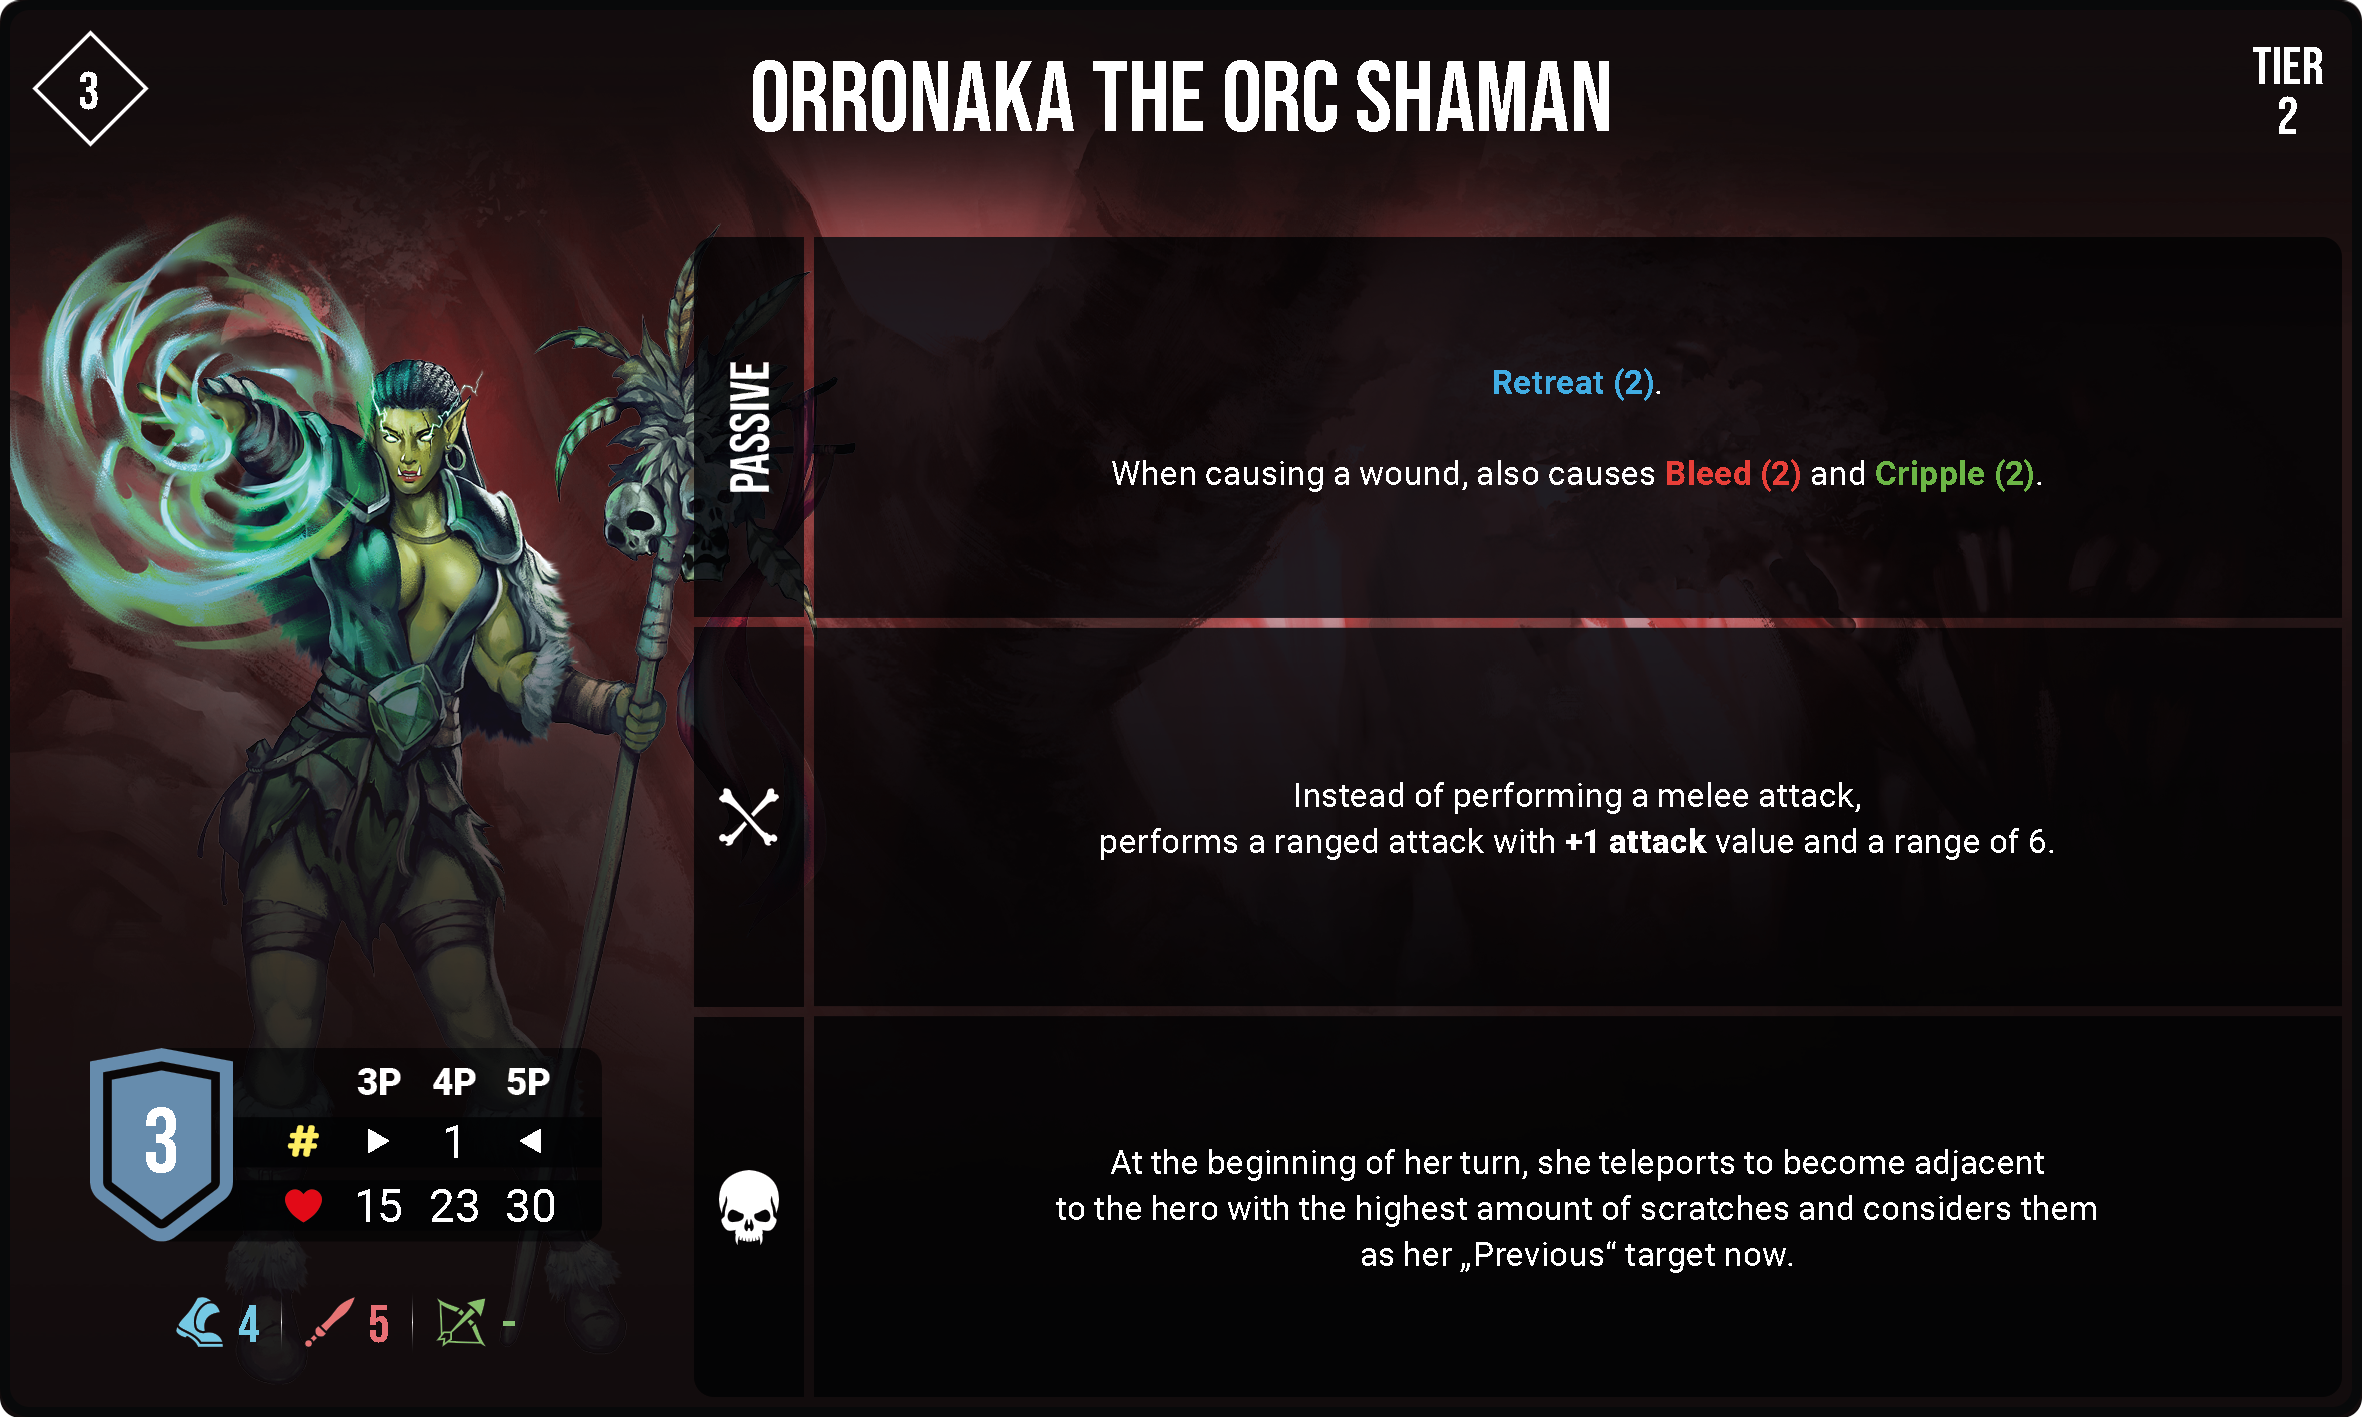 3
ORRONAKA THE ORC SHAMAN
TIER
2
PASSIVE
Retreat (2).
When causing a wound, also causes Bleed (2) and Cripple (2).
Instead of performing a melee attack,
performs a ranged attack with +1 attack value and a range of 6.
At the beginning of her turn, she teleports to become adjacent
to the hero with the highest amount of scratches and considers them
as her „Previous“ target now.
3
3P 4P 5P
# ▶ 1 ◀
15 23 30
4 5 -